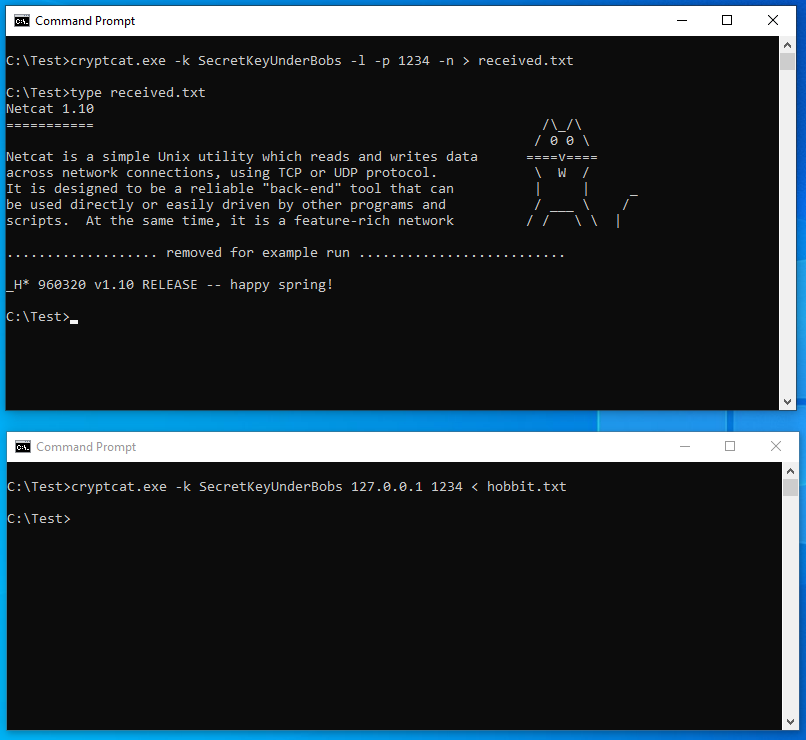 Command Prompt
C:\Test>cryptcat.exe -k SecretKeyUnderBobs -l -p 1234 -n > received.txt
C:\Test>type received.txt
Netcat 1.10
===========                                                        /\_/\
                                                                  / 0 0 \
Netcat is a simple Unix utility which reads and writes data      ====v====
across network connections, using TCP or UDP protocol.            \  W  /
It is designed to be a reliable "back-end" tool that can          |     |     _
be used directly or easily driven by other programs and           / ___ \    /
scripts.  At the same time, it is a feature-rich network         / /   \ \  |
................... removed for example run ..........................
_H* 960320 v1.10 RELEASE -- happy spring!
C:\Test>
Command Prompt
C:\Test>cryptcat.exe -k SecretKeyUnderBobs 127.0.0.1 1234 < hobbit.txt
C:\Test>